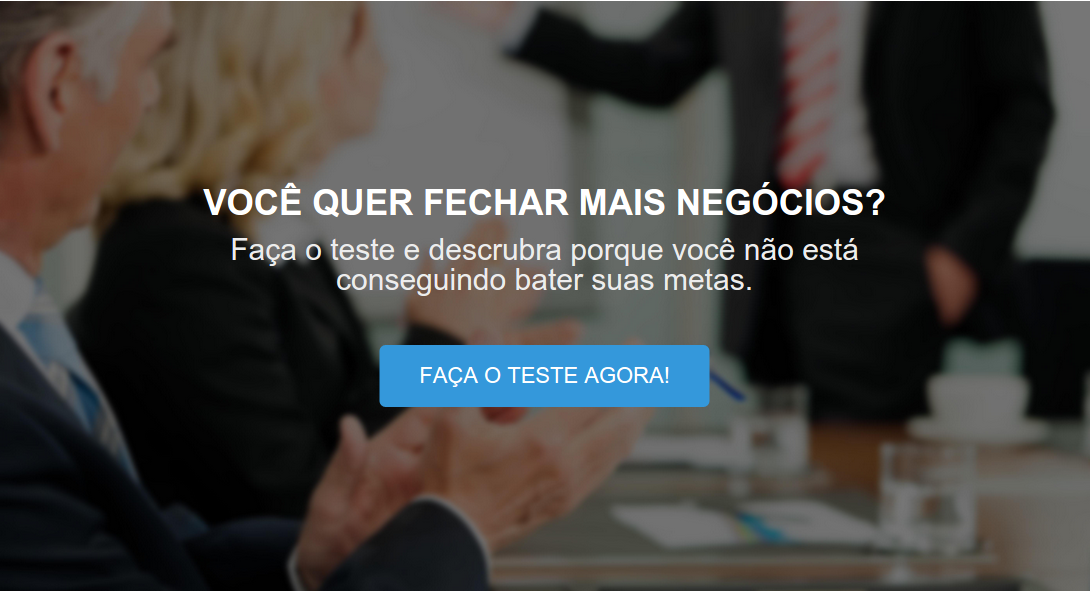 VOCÊ QUER FECHAR MAIS NEGÓCIOS?
Faça o teste e descrubra porque você não está
conseguindo bater suas metas.
FAÇA O TESTE AGORA!